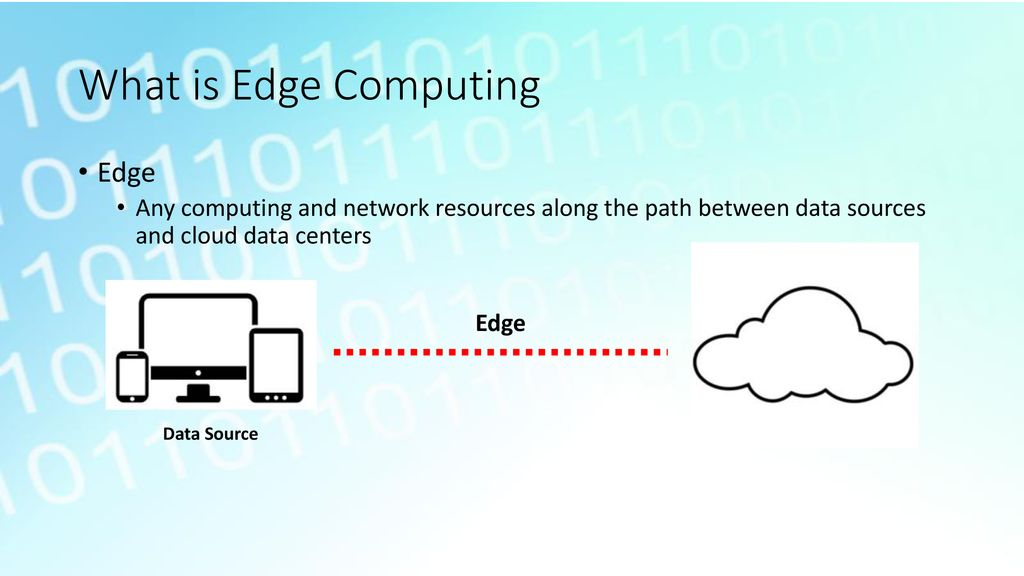 What is Edge Computing
• Edge
• Any computing and network resources along the path between data sources
and cloud data centers
Edge
Data Source